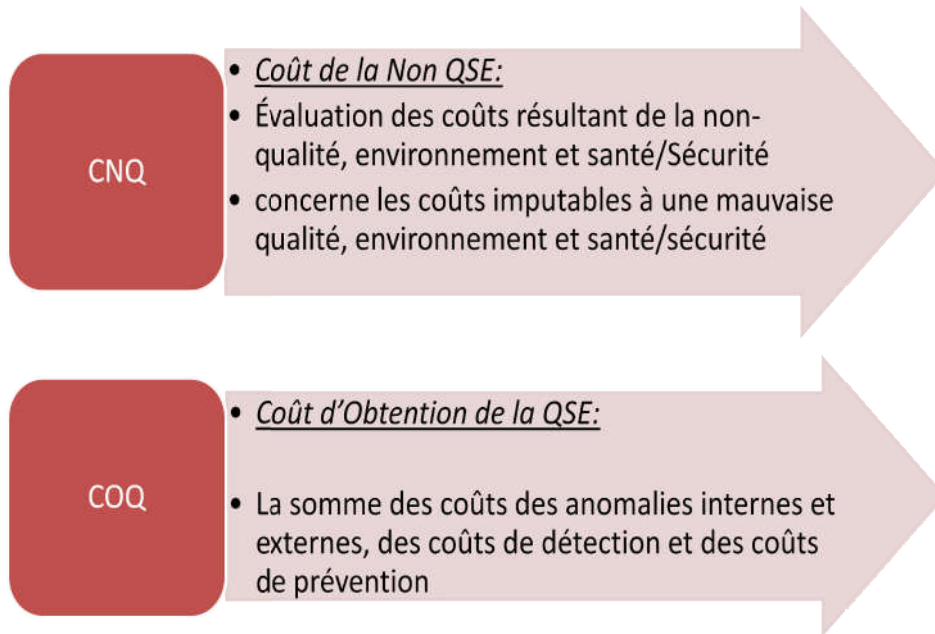 CNQ
• Coût de la Non QSE:
• Évaluation des coûts résultant de la non-
qualité, environnement et santé/Sécurité
• concerne les coûts imputables à une mauvaise
qualité, environnement et santé/sécurité
COQ
• Coût d’Obtention de la QSE:
• La somme des coûts des anomalies internes et
externes, des coûts de détection et des coûts
de prévention